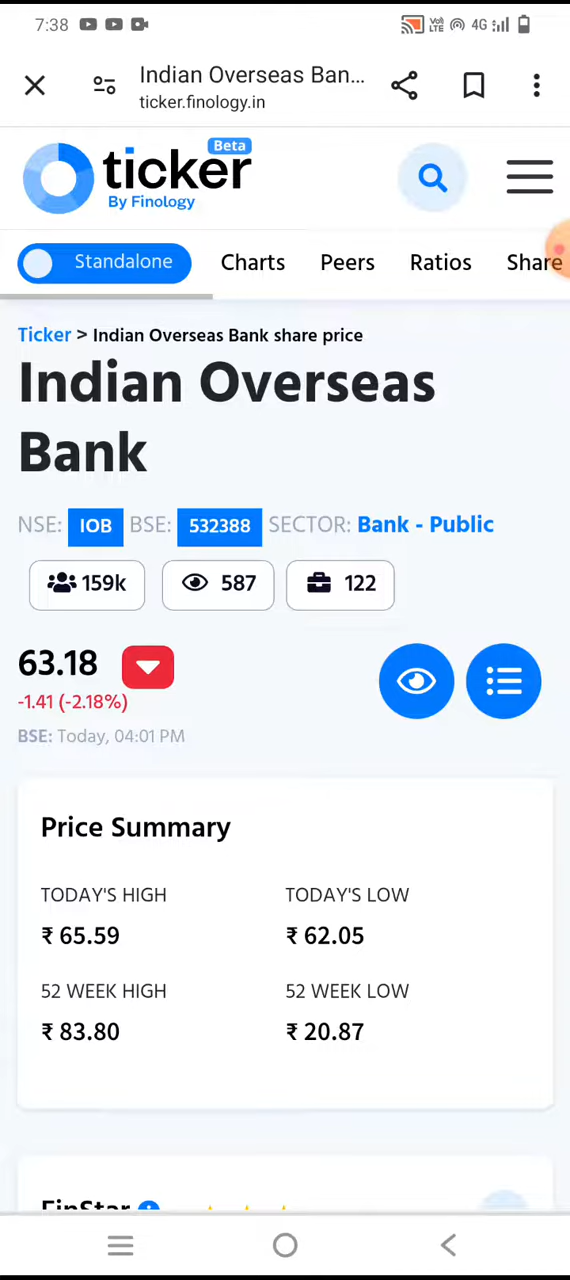 7:38
4G
Indian Overseas Ban...
ticker.finology.in
Beta
ticker
By Finology
Standalone Charts Peers Ratios Share
Ticker > Indian Overseas Bank share price
Indian Overseas
Bank
NSE: IOB BSE: 532388 SECTOR: Bank - Public
159k 587 122
63.18
-1.41 (-2.18%)
BSE: Today, 04:01 PM
Price Summary
TODAY'S HIGH TODAY'S LOW
₹ 65.59 ₹ 62.05
52 WEEK HIGH 52 WEEK LOW
₹ 83.80 ₹ 20.87
FinStar